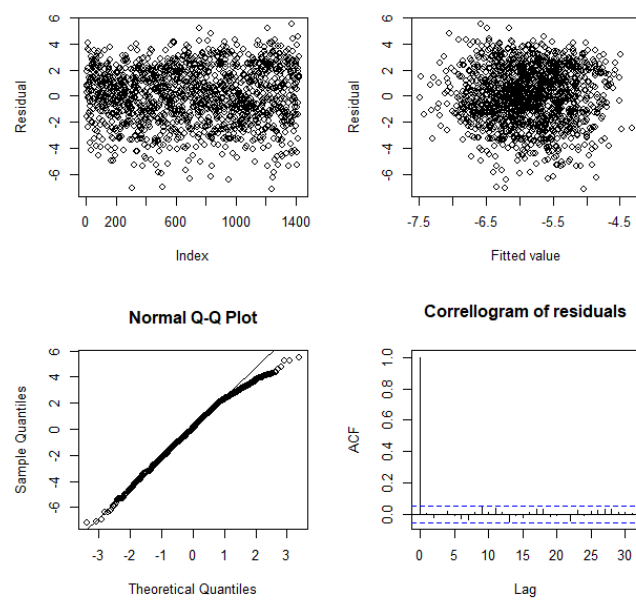 6
4
2
0
-2
-4
-6
Residual
0 200 600 1000 1400
Index
6
4
2
0
-2
-4
-6
Residual
-7.5 -6.5 -5.5 -4.5
Fitted value
Normal Q-Q Plot
6
4
2
0
-2
-4
-6
Sample Quantiles
-3 -2 -1 0 1 2 3
Theoretical Quantiles
Correllogram of residuals
1.0
0.8
0.6
0.4
0.2
0.0
ACF
0 5 10 15 20 25 30
Lag